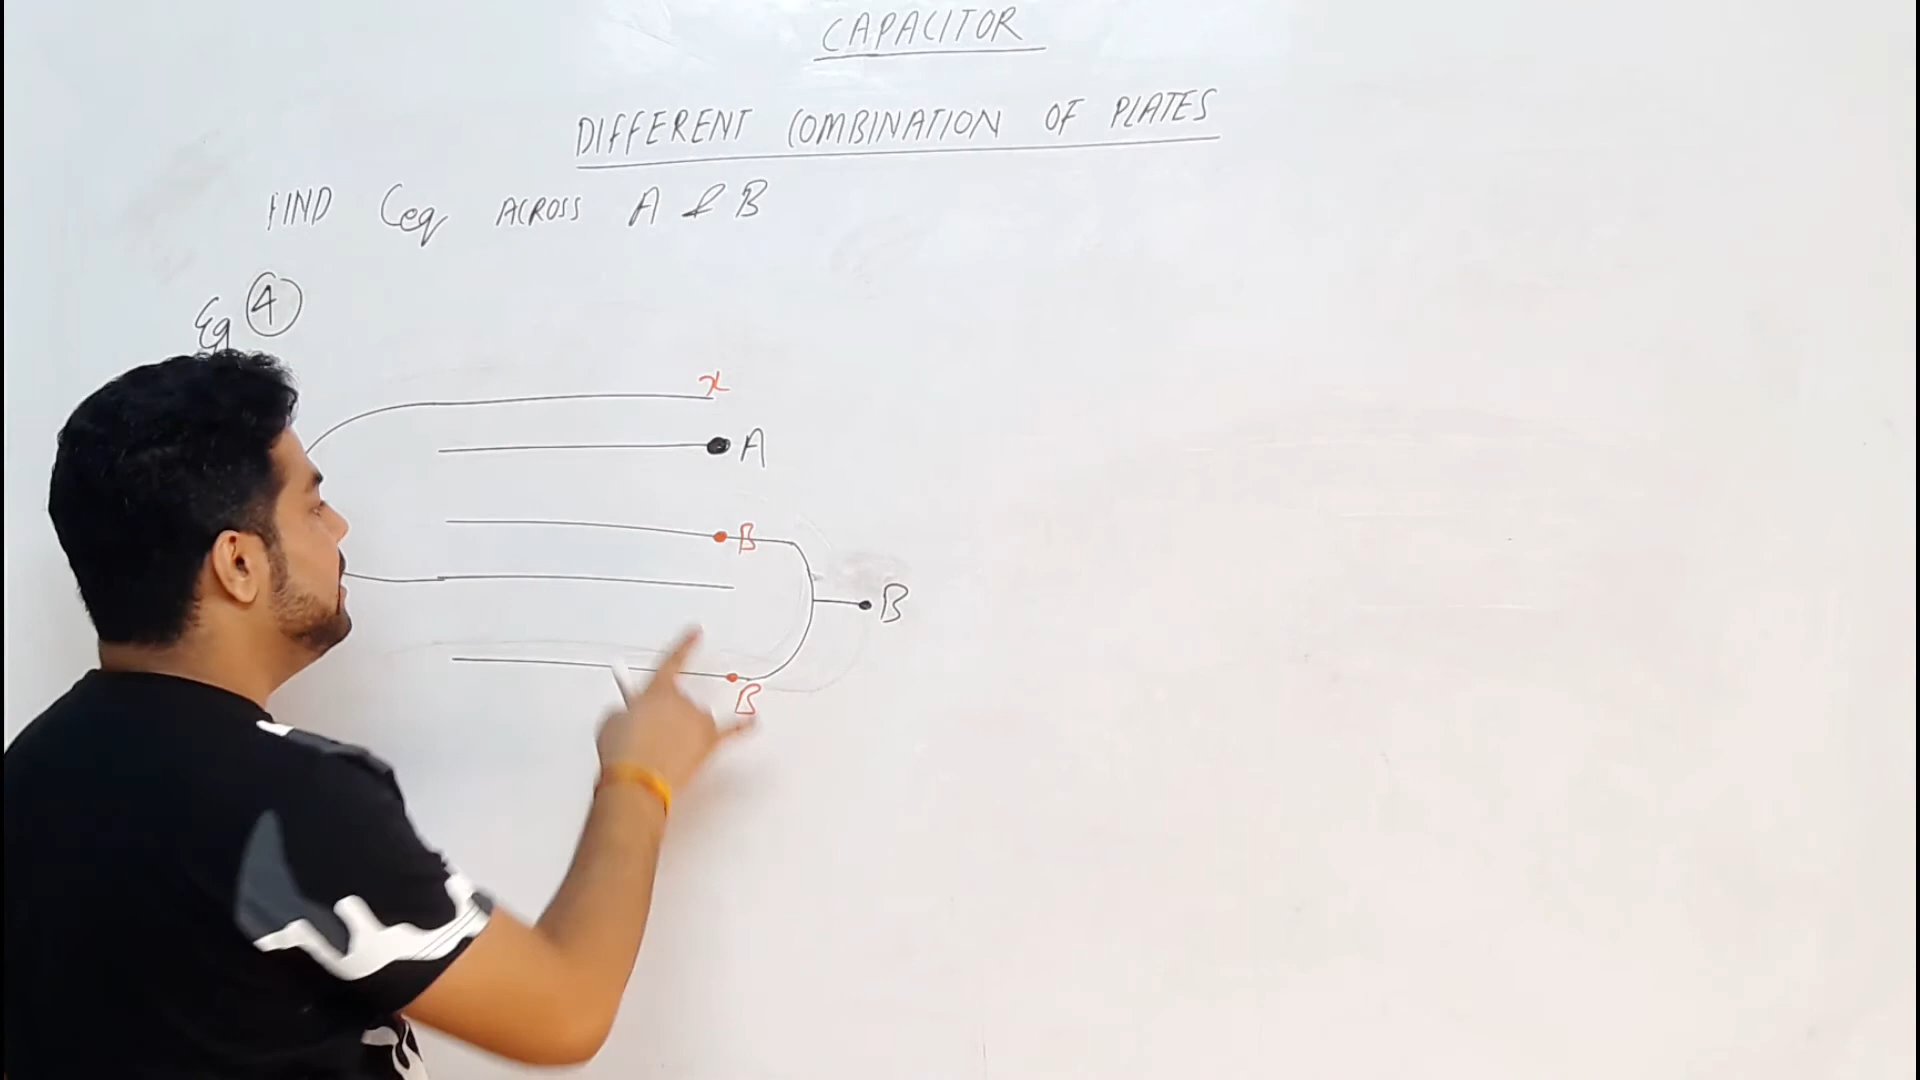 CAPACITOR
DIFFERENT COMBINATION OF PLATES
FIND Ceq ACROSS A & B
Eg 4
x
A
B
B
B